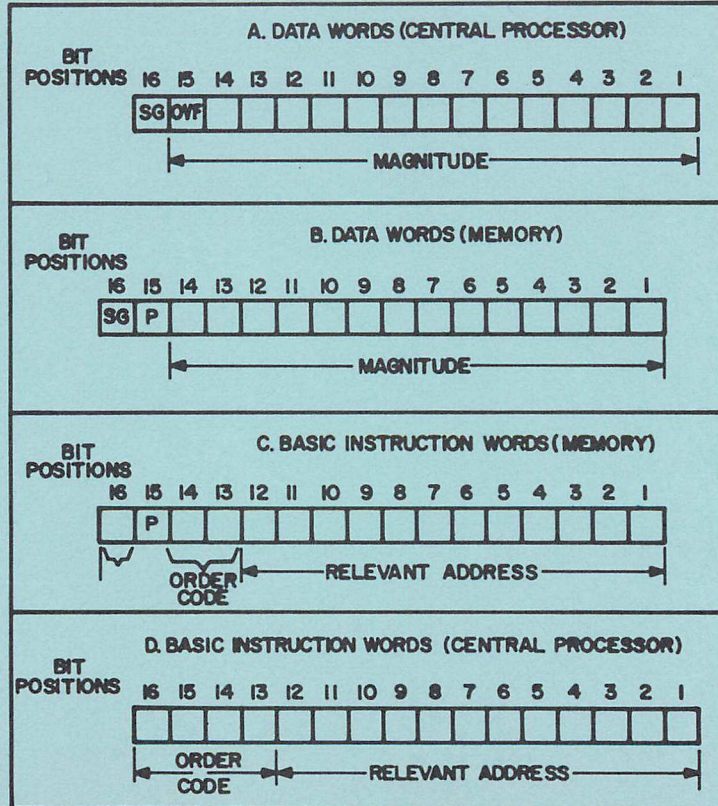 A. DATA WORDS (CENTRAL PROCESSOR)
BIT
POSITIONS 16 15 14 13 12 11 10 9 8 7 6 5 4 3 2 1
SG OVF
MAGNITUDE
B. DATA WORDS (MEMORY)
BIT
POSITIONS
16 15 14 13 12 11 10 9 8 7 6 5 4 3 2 1
SG P
MAGNITUDE
C. BASIC INSTRUCTION WORDS (MEMORY)
BIT
POSITIONS
16 15 14 13 12 11 10 9 8 7 6 5 4 3 2 1
P
ORDER
CODE
RELEVANT ADDRESS
D. BASIC INSTRUCTION WORDS (CENTRAL PROCESSOR)
BIT
POSITIONS
16 15 14 13 12 11 10 9 8 7 6 5 4 3 2 1
ORDER
CODE
RELEVANT ADDRESS